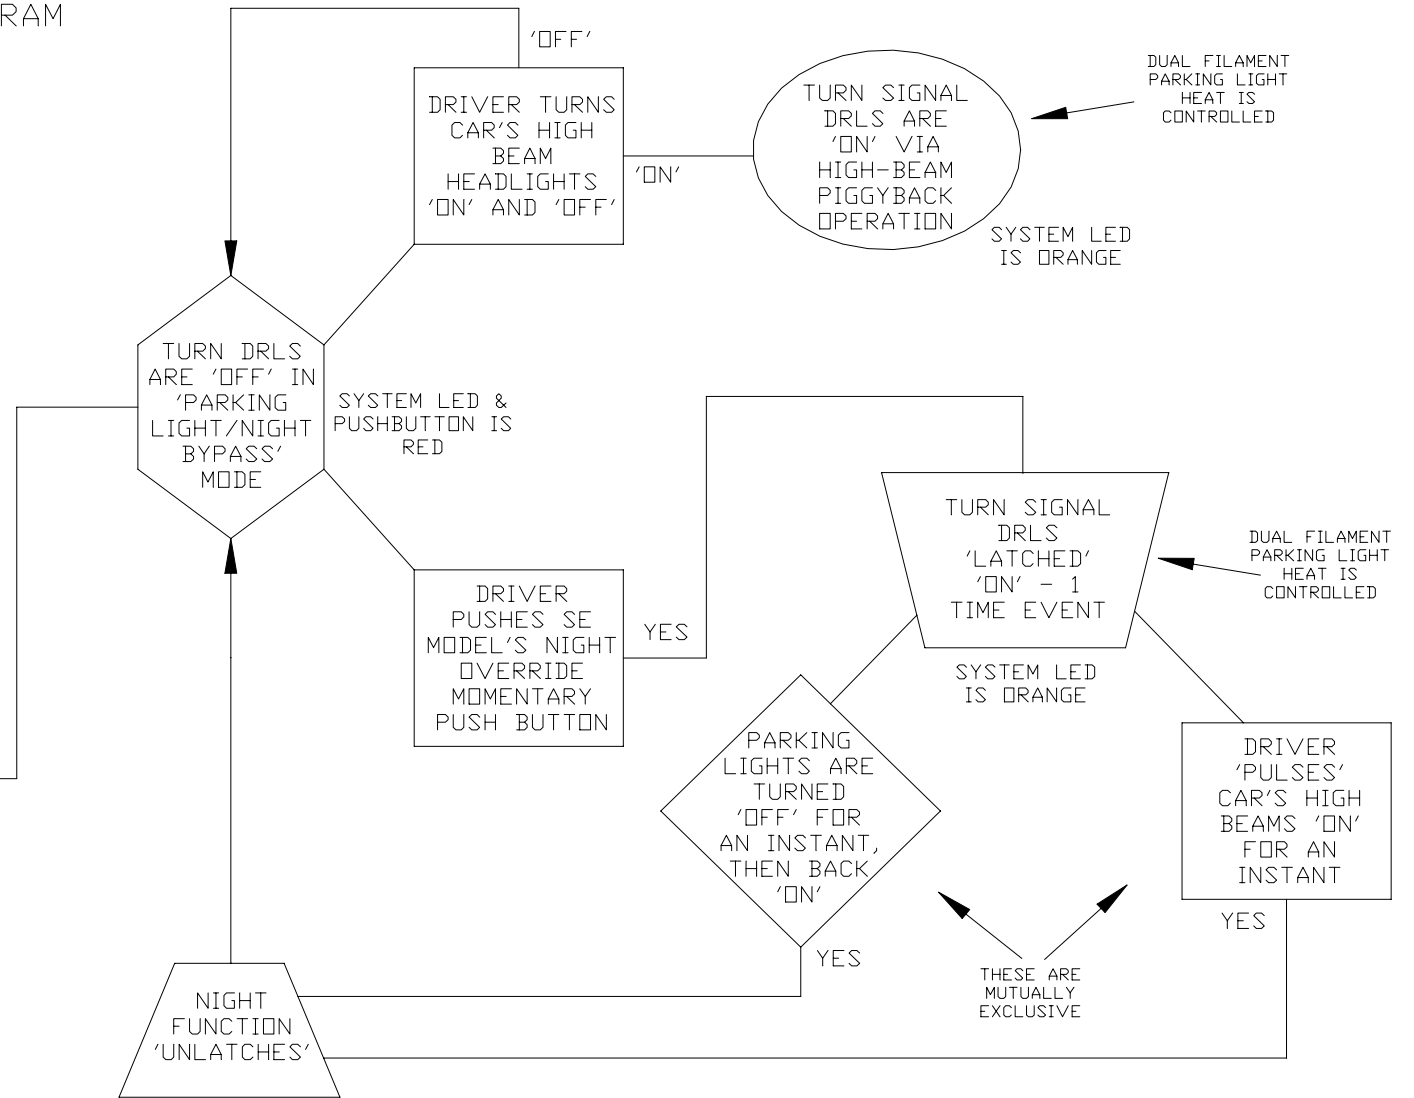 RAM
'OFF'
DRIVER TURNS
CAR'S HIGH
BEAM
HEADLIGHTS
'ON' AND 'OFF'
'ON'
TURN SIGNAL
DRLS ARE
'ON' VIA
HIGH-BEAM
PIGGYBACK
OPERATION
DUAL FILAMENT
PARKING LIGHT
HEAT IS
CONTROLLED
SYSTEM LED
IS ORANGE
TURN DRLS
ARE 'OFF' IN
'PARKING
LIGHT/NIGHT
BYPASS'
MODE
SYSTEM LED &
PUSHBUTTON IS
RED
DRIVER
PUSHES SE
MODEL'S NIGHT
OVERRIDE
MOMENTARY
PUSH BUTTON
YES
TURN SIGNAL
DRLS
'LATCHED'
'ON' - 1
TIME EVENT
DUAL FILAMENT
PARKING LIGHT
HEAT IS
CONTROLLED
SYSTEM LED
IS ORANGE
PARKING
LIGHTS ARE
TURNED
'OFF' FOR
AN INSTANT,
THEN BACK
'ON'
YES
DRIVER
'PULSES'
CAR'S HIGH
BEAMS 'ON'
FOR AN
INSTANT
YES
THESE ARE
MUTUALLY
EXCLUSIVE
NIGHT
FUNCTION
'UNLATCHES'